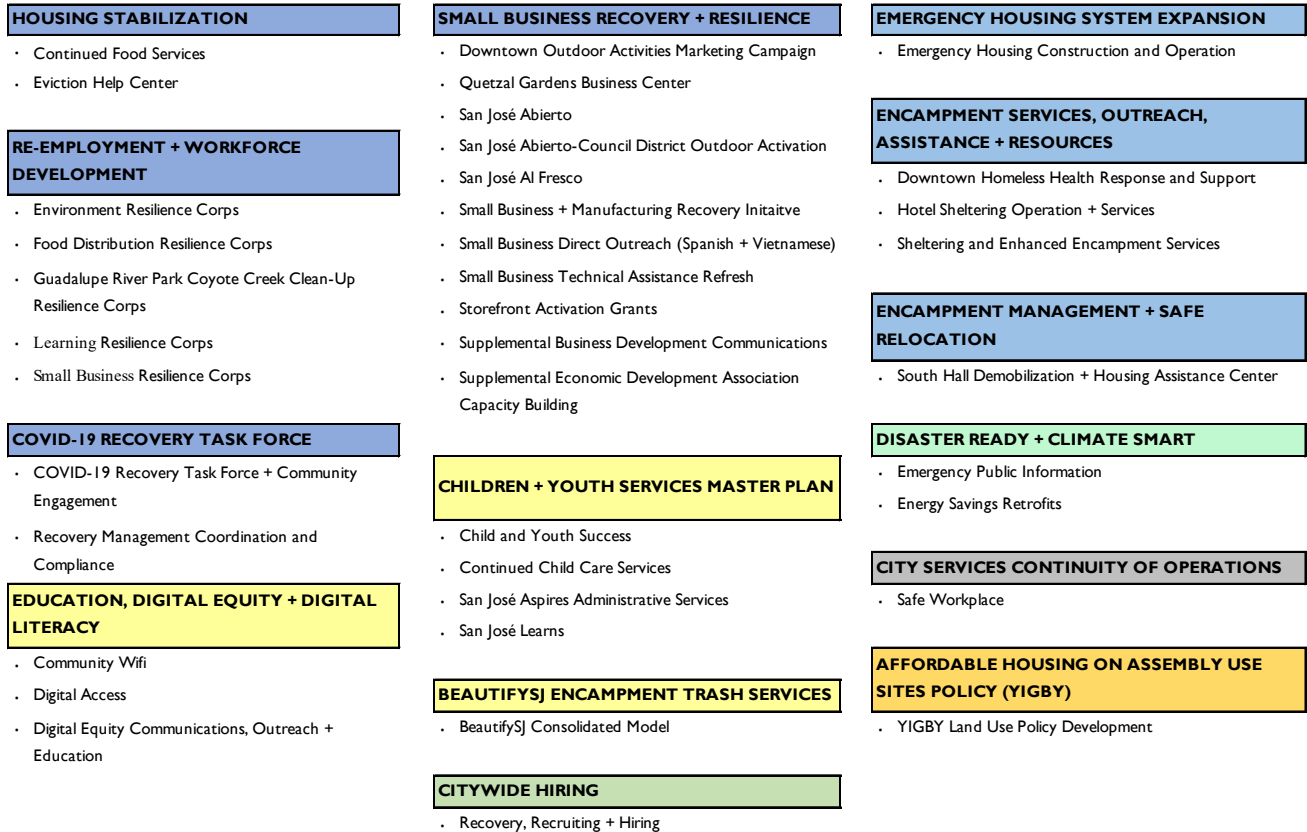 HOUSING STABILIZATION
• Continued Food Services
• Eviction Help Center
RE-EMPLOYMENT + WORKFORCE
DEVELOPMENT
• Environment Resilience Corps
• Food Distribution Resilience Corps
• Guadalupe River Park Coyote Creek Clean-Up
Resilience Corps
• Learning Resilience Corps
• Small Business Resilience Corps
COVID-19 RECOVERY TASK FORCE
• COVID-19 Recovery Task Force + Community
Engagement
• Recovery Management Coordination and
Compliance
EDUCATION, DIGITAL EQUITY + DIGITAL
LITERACY
• Community Wifi
• Digital Access
• Digital Equity Communications, Outreach +
Education
SMALL BUSINESS RECOVERY + RESILIENCE
• Downtown Outdoor Activities Marketing Campaign
• Quetzal Gardens Business Center
• San José Abierto
• San José Abierto-Council District Outdoor Activation
• San José Al Fresco
• Small Business + Manufacturing Recovery Initaitve
• Small Business Direct Outreach (Spanish + Vietnamese)
• Small Business Technical Assistance Refresh
• Storefront Activation Grants
• Supplemental Business Development Communications
• Supplemental Economic Development Association
Capacity Building
CHILDREN + YOUTH SERVICES MASTER PLAN
• Child and Youth Success
• Continued Child Care Services
• San José Aspires Administrative Services
• San José Learns
BEAUTIFYSJ ENCAMPMENT TRASH SERVICES
• BeautifySJ Consolidated Model
CITYWIDE HIRING
• Recovery, Recruiting + Hiring
EMERGENCY HOUSING SYSTEM EXPANSION
• Emergency Housing Construction and Operation
ENCAMPMENT SERVICES, OUTREACH,
ASSISTANCE + RESOURCES
• Downtown Homeless Health Response and Support
• Hotel Sheltering Operation + Services
• Sheltering and Enhanced Encampment Services
ENCAMPMENT MANAGEMENT + SAFE
RELOCATION
• South Hall Demobilization + Housing Assistance Center
DISASTER READY + CLIMATE SMART
• Emergency Public Information
• Energy Savings Retrofits
CITY SERVICES CONTINUITY OF OPERATIONS
• Safe Workplace
AFFORDABLE HOUSING ON ASSEMBLY USE
SITES POLICY (YIGBY)
• YIGBY Land Use Policy Development